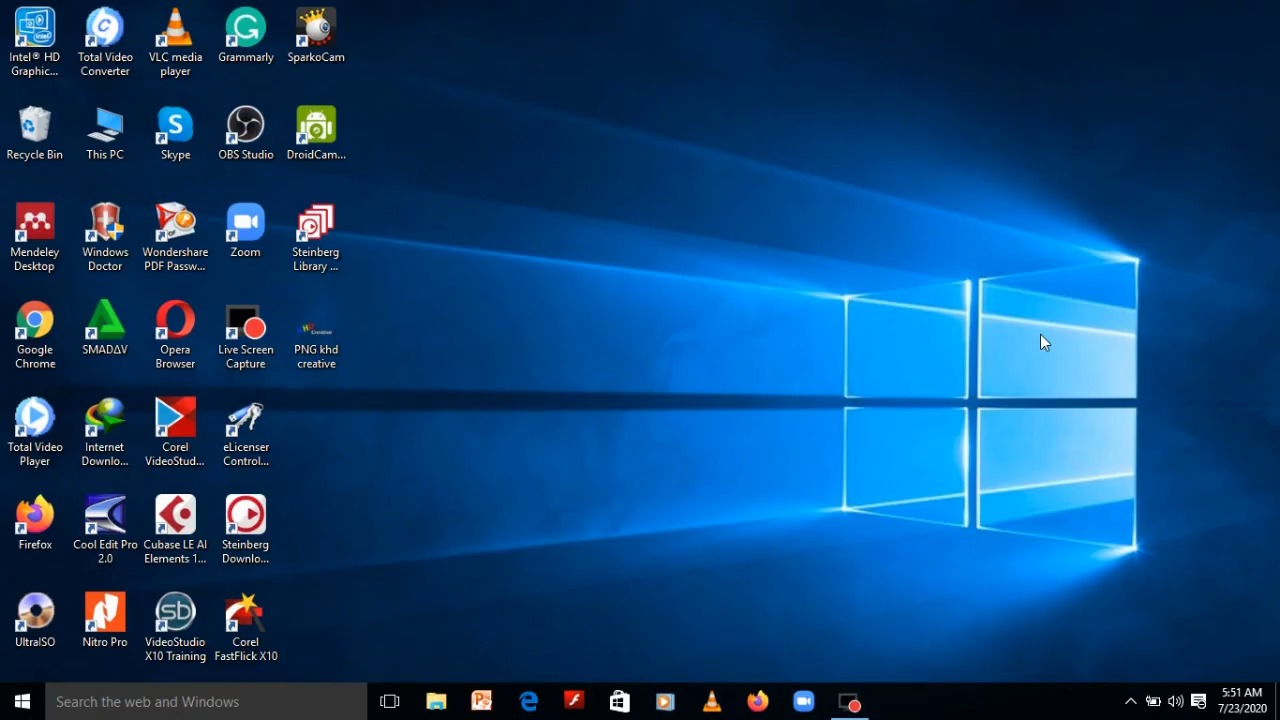 Intel® HD
Graphic...
Total Video
Converter
VLC media
player
Grammarly
SparkoCam
Recycle Bin
This PC
Skype
OBS Studio
DroidCam...
Mendeley
Desktop
Windows
Doctor
Wondershare
PDF Passw...
Zoom
Steinberg
Library ...
Google
Chrome
SMADΔV
Opera
Browser
Live Screen
Capture
PNG khd
creative
Total Video
Player
Internet
Downlo...
Corel
VideoStud...
eLicenser
Control...
Firefox
Cool Edit Pro
2.0
Cubase LE AI
Elements 1...
Steinberg
Downlo...
UltraISO
Nitro Pro
VideoStudio
X10 Training
Corel
FastFlick X10
Search the web and Windows
5:51 AM
7/23/2020